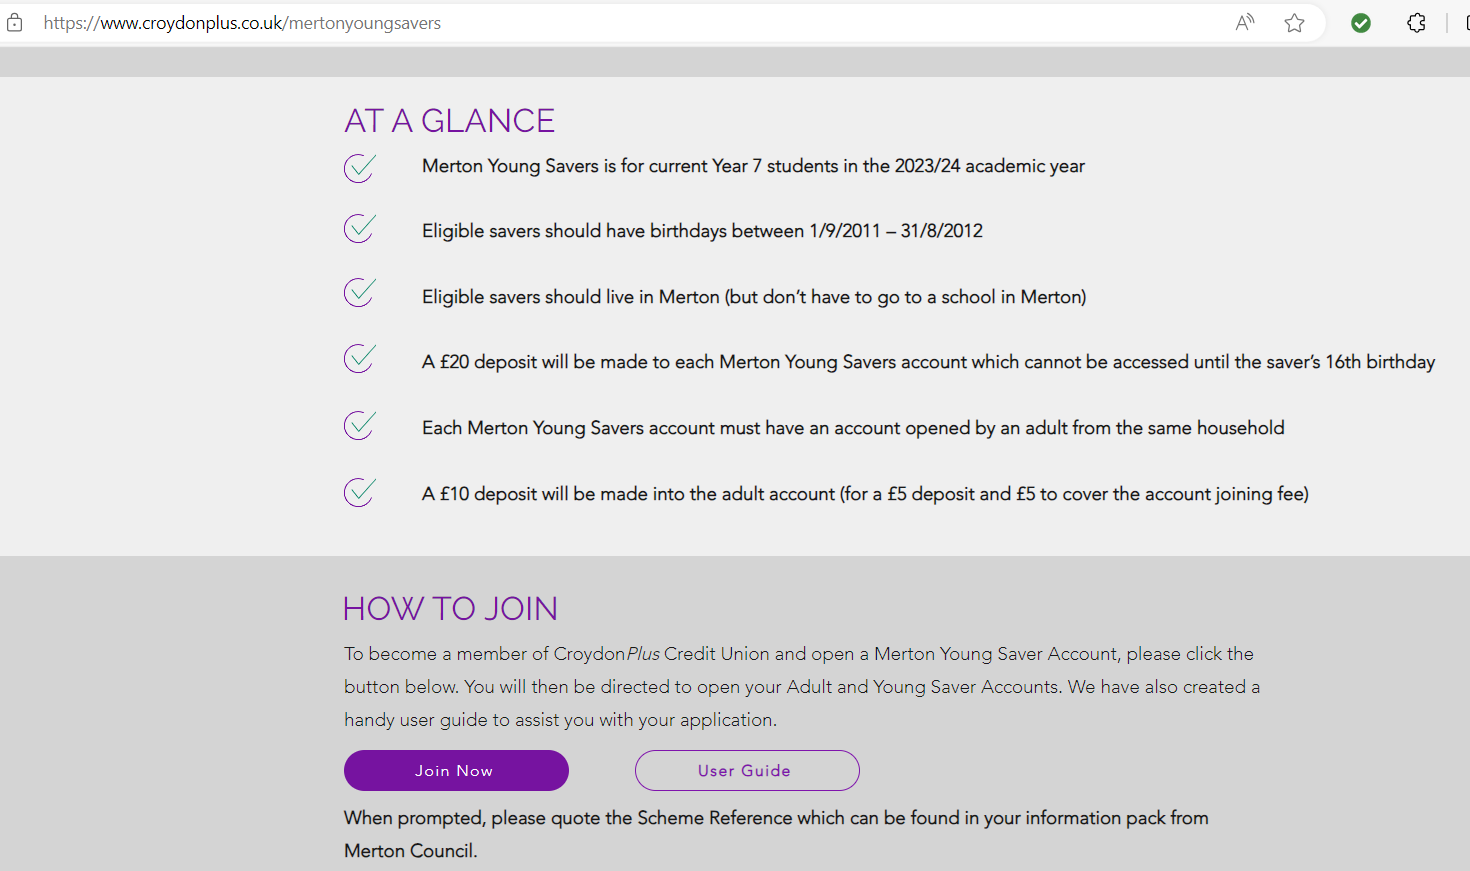 https://www.croydonplus.co.uk/mertonyoungsavers
AT A GLANCE
Merton Young Savers is for current Year 7 students in the 2023/24 academic year
Eligible savers should have birthdays between 1/9/2011 – 31/8/2012
Eligible savers should live in Merton (but don’t have to go to a school in Merton)
A £20 deposit will be made to each Merton Young Savers account which cannot be accessed until the saver’s 16th birthday
Each Merton Young Savers account must have an account opened by an adult from the same household
A £10 deposit will be made into the adult account (for a £5 deposit and £5 to cover the account joining fee)
HOW TO JOIN
To become a member of CroydonPlus Credit Union and open a Merton Young Saver Account, please click the
button below. You will then be directed to open your Adult and Young Saver Accounts. We have also created a
handy user guide to assist you with your application.
Join Now
User Guide
When prompted, please quote the Scheme Reference which can be found in your information pack from
Merton Council.